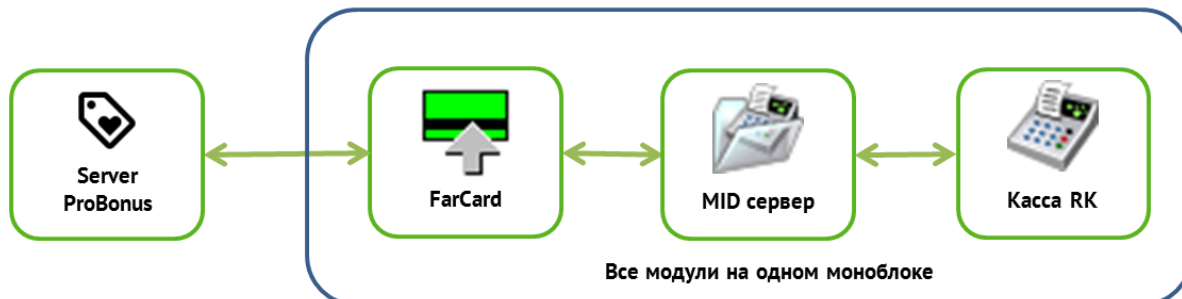 Server
ProBonus
FarCard
MID сервер
Касса RK
Все модули на одном моноблоке